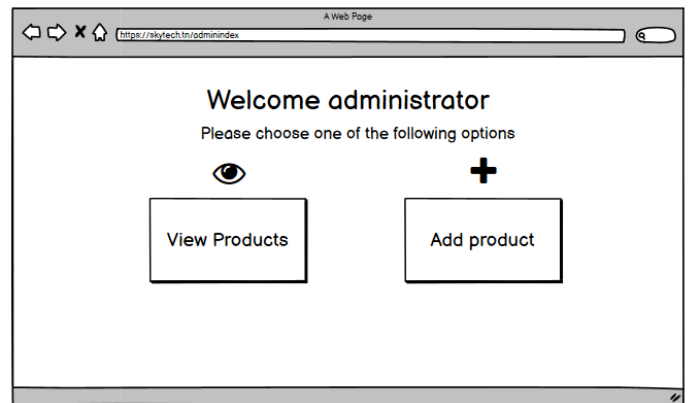 A Web Page
https://skytech.tn/adminindex
Welcome administrator
Please choose one of the following options
View Products
Add product